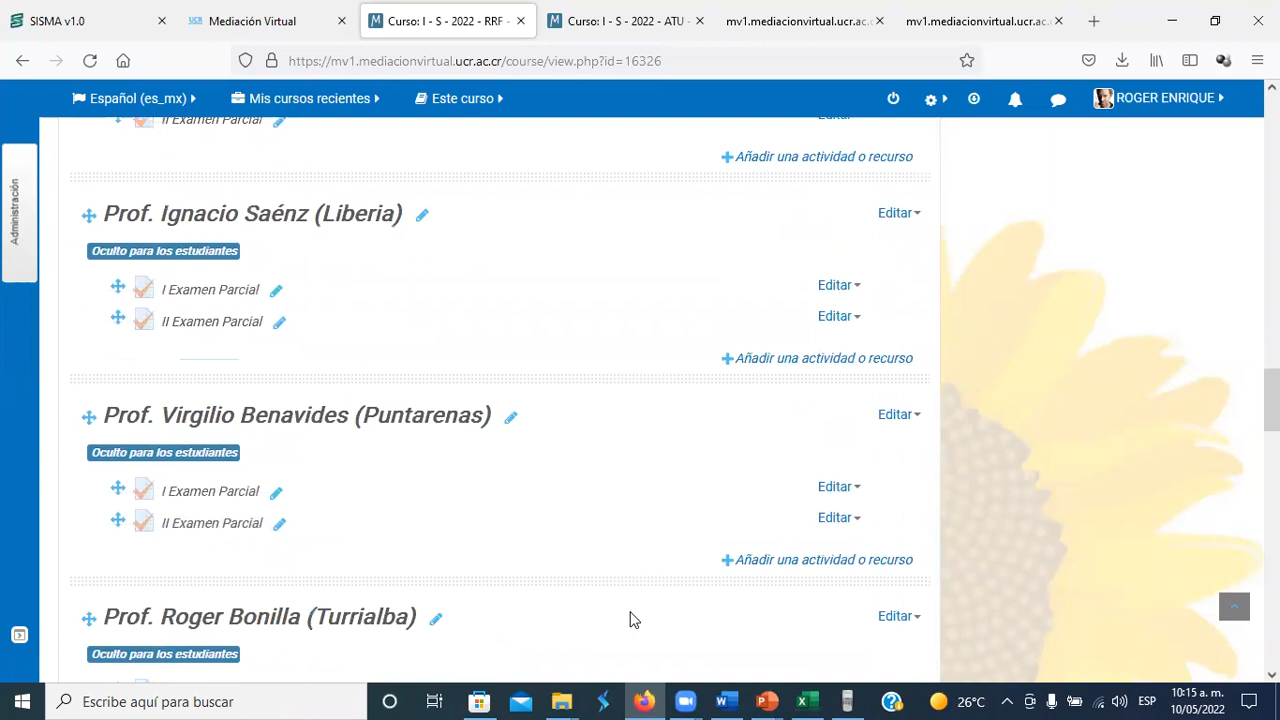 SISMA v1.0
Mediación Virtual
Curso: I - S - 2022 - RRF -
Curso: I - S - 2022 - ATU -
mv1.mediacionvirtual.ucr.ac.c
mv1.mediacionvirtual.ucr.ac.c
https://mv1.mediacionvirtual.ucr.ac.cr/course/view.php?id=16326
Español (es_mx)
Mis cursos recientes
Este curso
ROGER ENRIQUE
Administración
II Examen Parcial
Editar
Añadir una actividad o recurso
Prof. Ignacio Saénz (Liberia)
Editar
Oculto para los estudiantes
I Examen Parcial
Editar
II Examen Parcial
Editar
Añadir una actividad o recurso
Prof. Virgilio Benavides (Puntarenas)
Editar
Oculto para los estudiantes
I Examen Parcial
Editar
II Examen Parcial
Editar
Añadir una actividad o recurso
Prof. Roger Bonilla (Turrialba)
Editar
Oculto para los estudiantes
Escribe aquí para buscar
26°C
ESP
10:15 a. m.
10/05/2022